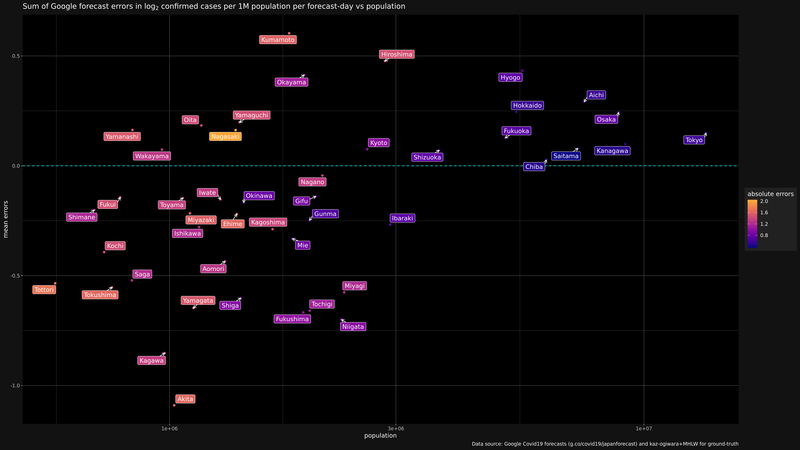 Sum of Google forecast errors in log2 confirmed cases per 1M population per forecast-day vs population
Kumamoto
Hiroshima
0.5
Okayama
Hyogo
Aichi
Hokkaido
Oita
Yamaguchi
Osaka
Yamanashi
Nagasaki
Fukuoka
Tokyo
Kyoto
Wakayama
Shizuoka
Saitama
Kanagawa
0.0
Chiba
Nagano
absolute errors
2.0
1.6
1.2
0.8
Iwate
Okinawa
Fukui
Toyama
Gifu
Shimane
Miyazaki
Ehime
Kagoshima
Gunma
Ibaraki
Ishikawa
Kochi
Mie
mean errors
Aomori
Saga
-0.5
Tottori
Tokushima
Yamagata
Shiga
Tochigi
Miyagi
Fukushima
Niigata
Kagawa
-1.0
Akita
1e+06
3e+06
1e+07
population
Data source: Google Covid19 forecasts (g.co/covid19/japanforecast) and kaz-ogiwara+MHLW for ground-truth